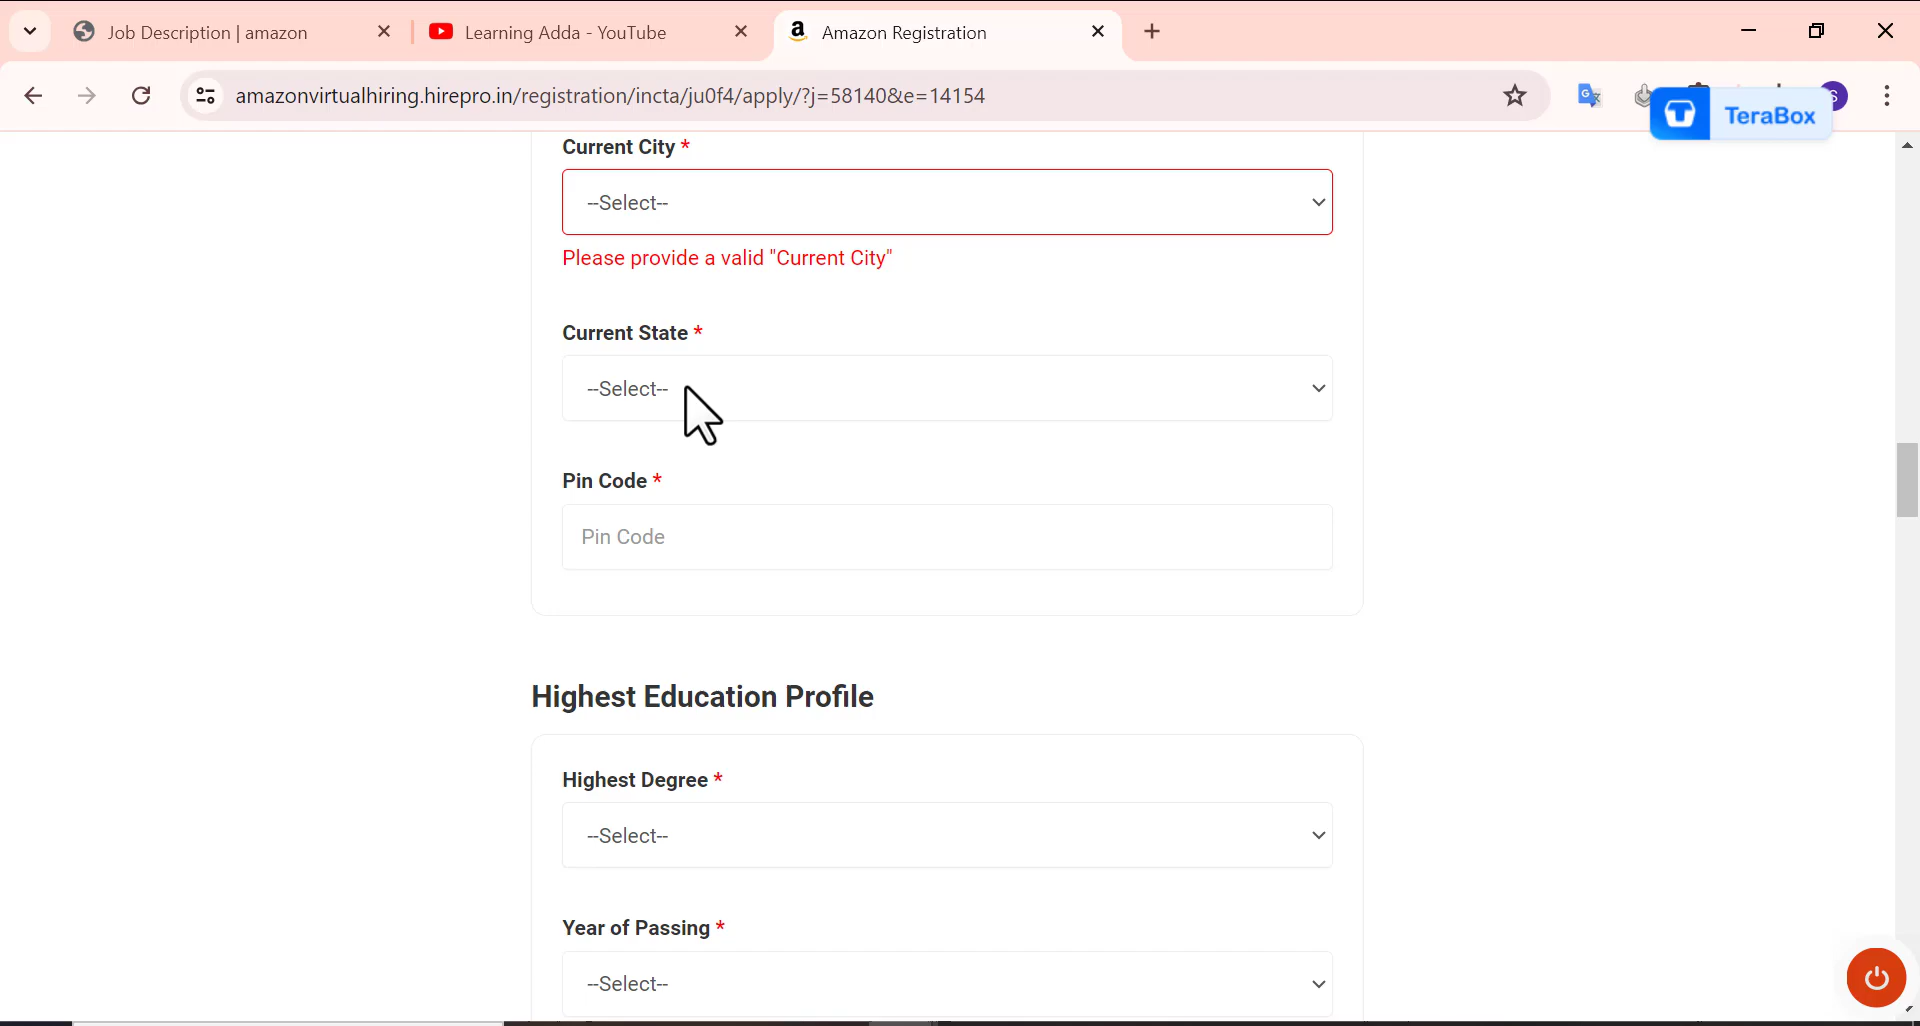 Job Description | amazon
Learning Adda - YouTube
Amazon Registration
amazonvirtualhiring.hirepro.in/registration/incta/ju0f4/apply/?j=58140&e=14154
TeraBox
Current City *
--Select--
Please provide a valid "Current City"
Current State *
--Select--
Pin Code *
Pin Code
Highest Education Profile
Highest Degree *
--Select--
Year of Passing *
--Select--